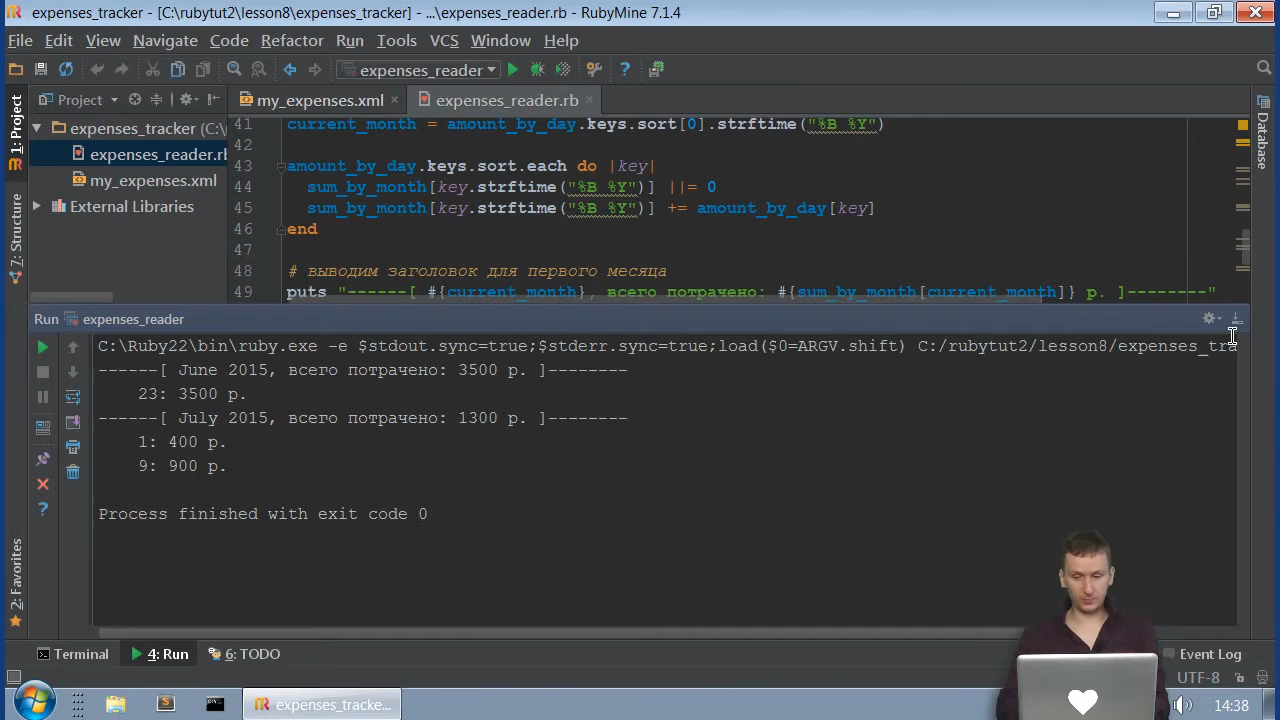 expenses_tracker - [C:\rubytut2\lesson8\expenses_tracker] - ...\expenses_reader.rb - RubyMine 7.1.4
File Edit View Navigate Code Refactor Run Tools VCS Window Help
expenses_reader
Project my_expenses.xml expenses_reader.rb
1: Project
7: Structure
2: Favorites
Database
expenses_tracker (C:\
expenses_reader.rb
my_expenses.xml
External Libraries
41 current_month = amount_by_day.keys.sort[0].strftime("%B %Y")
42
43 amount_by_day.keys.sort.each do |key|
44 sum_by_month[key.strftime("%B %Y")] ||= 0
45 sum_by_month[key.strftime("%B %Y")] += amount_by_day[key]
46 end
47
48 # выводим заголовок для первого месяца
49 puts "------[ #{current_month}, всего потрачено: #{sum_by_month[current_month]} р. ]--------"
Run expenses_reader
C:\Ruby22\bin\ruby.exe -e $stdout.sync=true;$stderr.sync=true;load($0=ARGV.shift) C:/rubytut2/lesson8/expenses_tra
------[ June 2015, всего потрачено: 3500 р. ]--------
23: 3500 р.
------[ July 2015, всего потрачено: 1300 р. ]--------
1: 400 р.
9: 900 р.
Process finished with exit code 0
Terminal 4: Run 6: TODO Event Log
UTF-8
expenses_tracke... 14:38